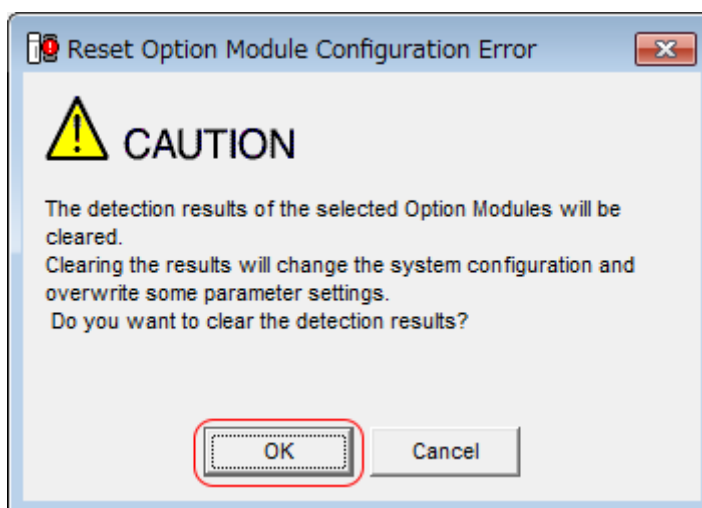 Reset Option Module Configuration Error
CAUTION
The detection results of the selected Option Modules will be
cleared.
Clearing the results will change the system configuration and
overwrite some parameter settings.
Do you want to clear the detection results?
OK
Cancel